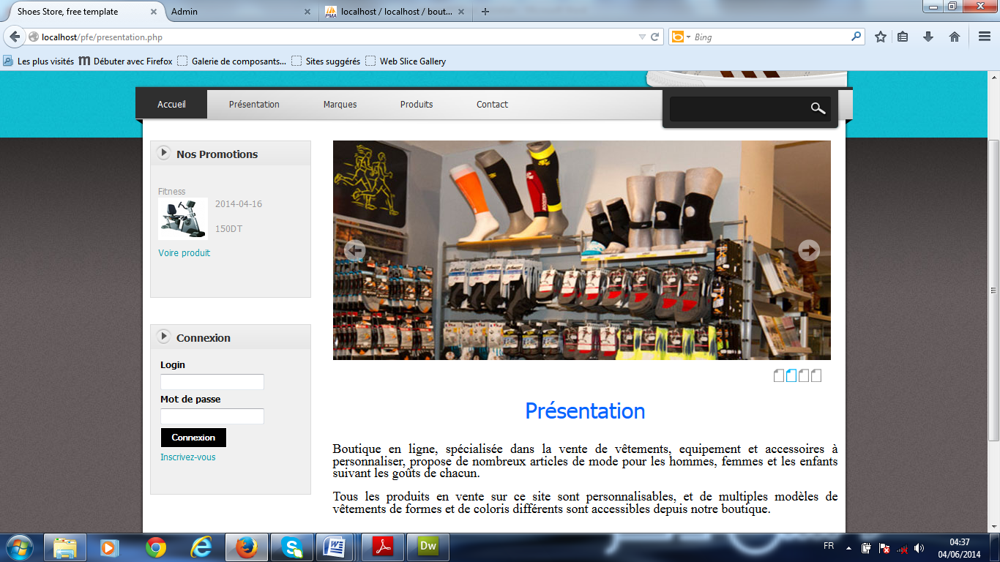 Shoes Store, free template
Admin
PMA
localhost / localhost / bout...
localhost/pfe/presentation.php
Bing
Les plus visités
Débuter avec Firefox
Galerie de composants...
Sites suggérés
Web Slice Gallery
Accueil
Présentation
Marques
Produits
Contact
Nos Promotions
Fitness
2014-04-16
150DT
Voire produit
Connexion
Login
Mot de passe
Connexion
Inscrivez-vous
Présentation
Boutique en ligne, spécialisée dans la vente de vêtements, equipement et accessoires à
personnaliser, propose de nombreux articles de mode pour les hommes, femmes et les enfants
suivant les goûts de chacun.
Tous les produits en vente sur ce site sont personnalisables, et de multiples modèles de
vêtements de formes et de coloris différents sont accessibles depuis notre boutique.
Dw
FR
04:37
04/06/2014